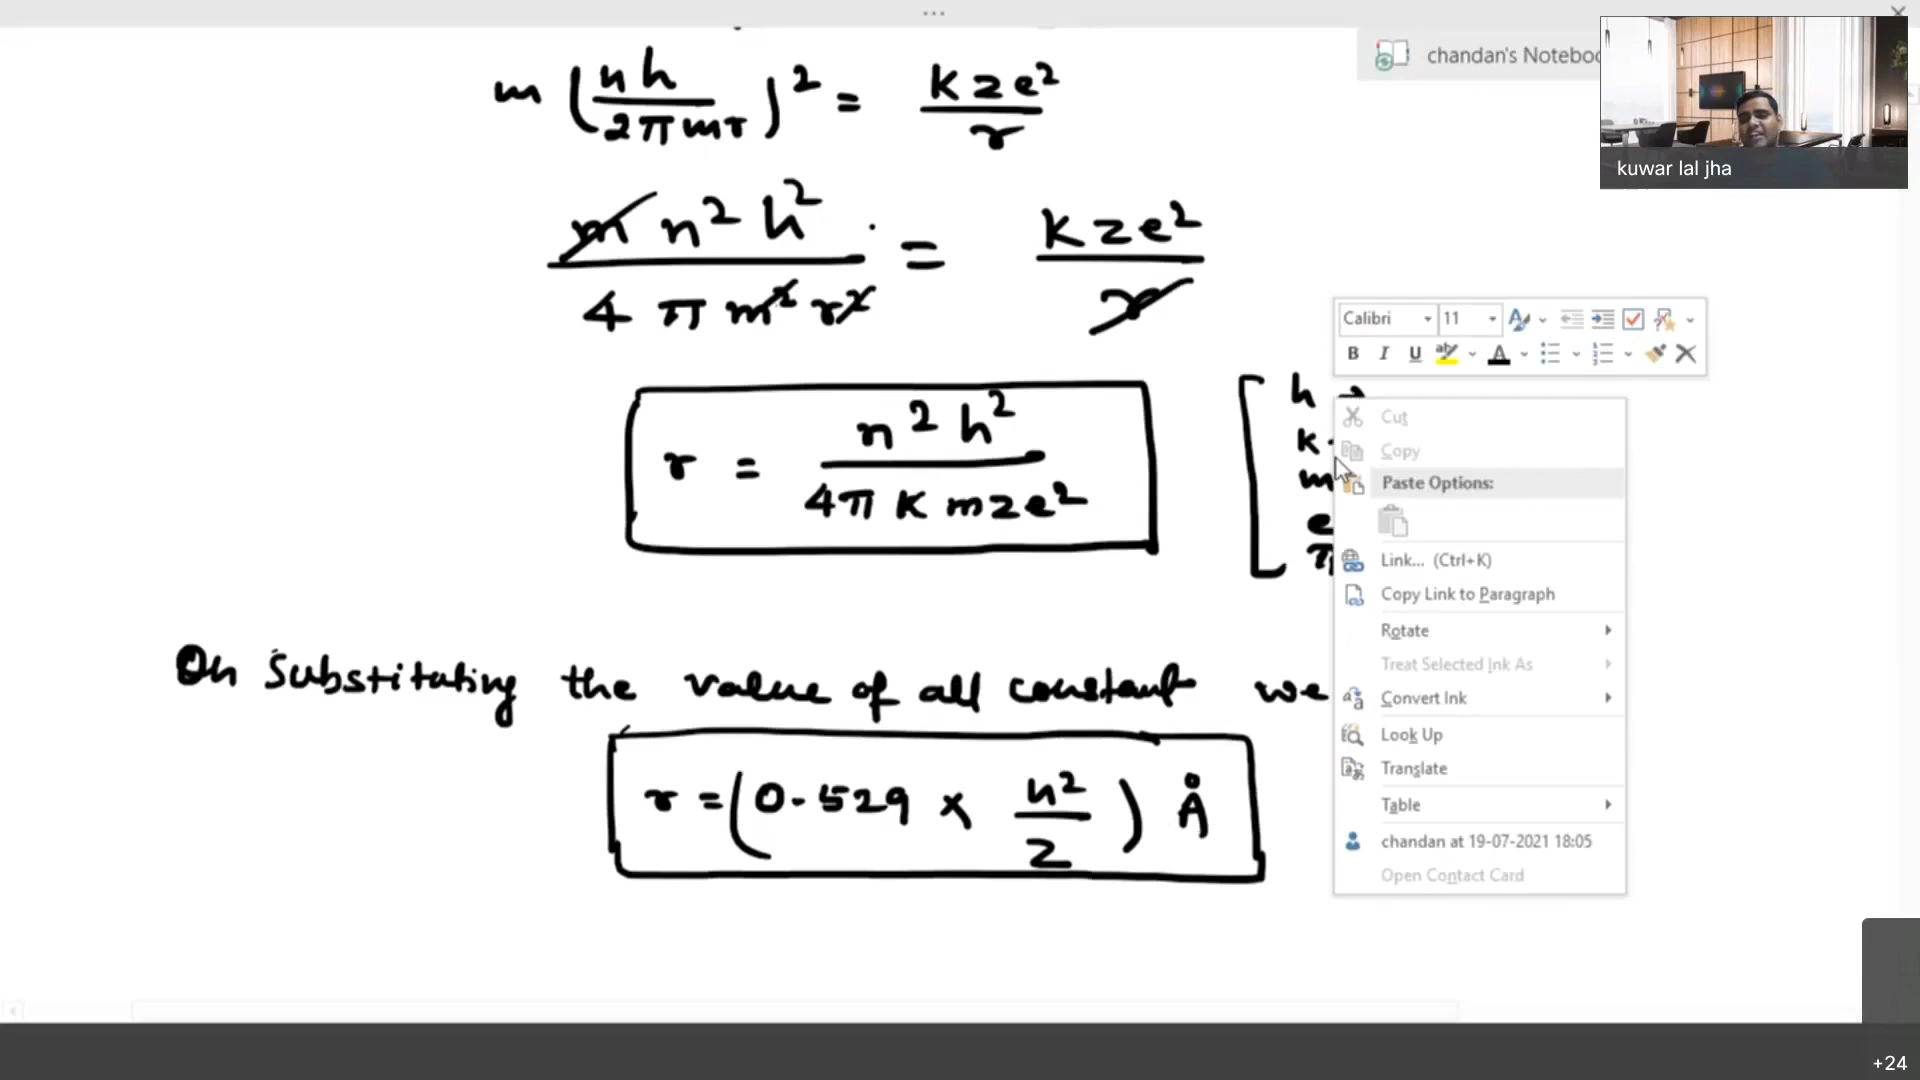 chandan's Noteboo
kuwar lal jha
m (nh / 2πmr)² = kze² / r
m n² h² / 4 π m² r² = kze² / r
r = n² h² / 4π K mze²
h
k
m
e
π
Calibri 11
B I U ab A
Cut
Copy
Paste Options:
Link... (Ctrl+K)
Copy Link to Paragraph
Rotate
Treat Selected Ink As
Convert Ink
Look Up
Translate
Table
chandan at 19-07-2021 18:05
Open Contact Card
On Substituting the value of all constant we
r = (0.529 × n² / z) Å
+24